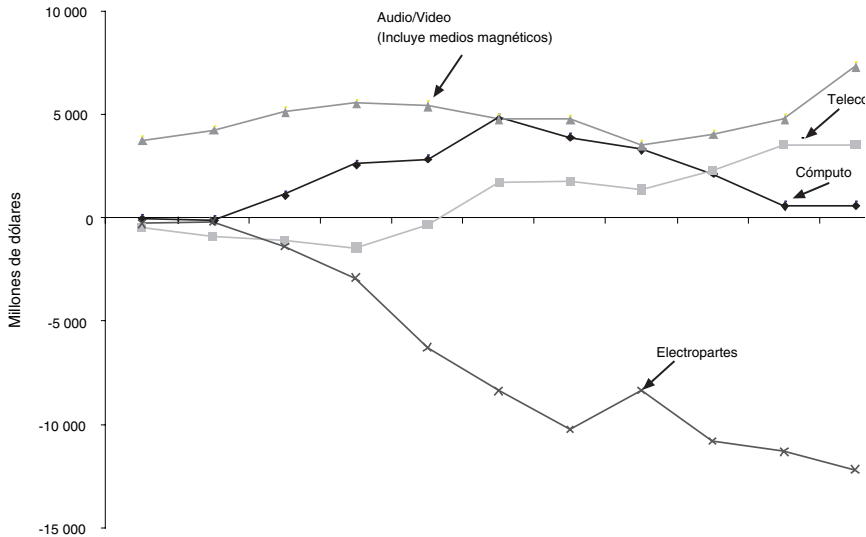 10 000
Audio/Video
(Incluye medios magnéticos)
5 000
Cómputo
0
Millones de dólares
-5 000
Electropartes
-10 000
-15 000